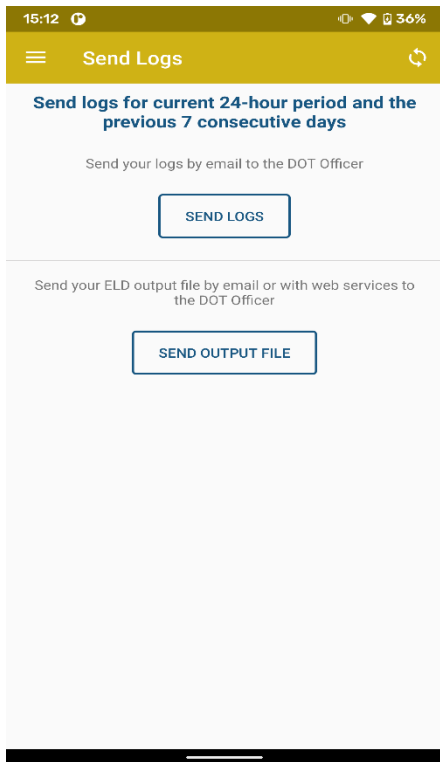 15:12 36%
Send Logs
Send logs for current 24-hour period and the
previous 7 consecutive days
Send your logs by email to the DOT Officer
SEND LOGS
Send your ELD output file by email or with web services to
the DOT Officer
SEND OUTPUT FILE